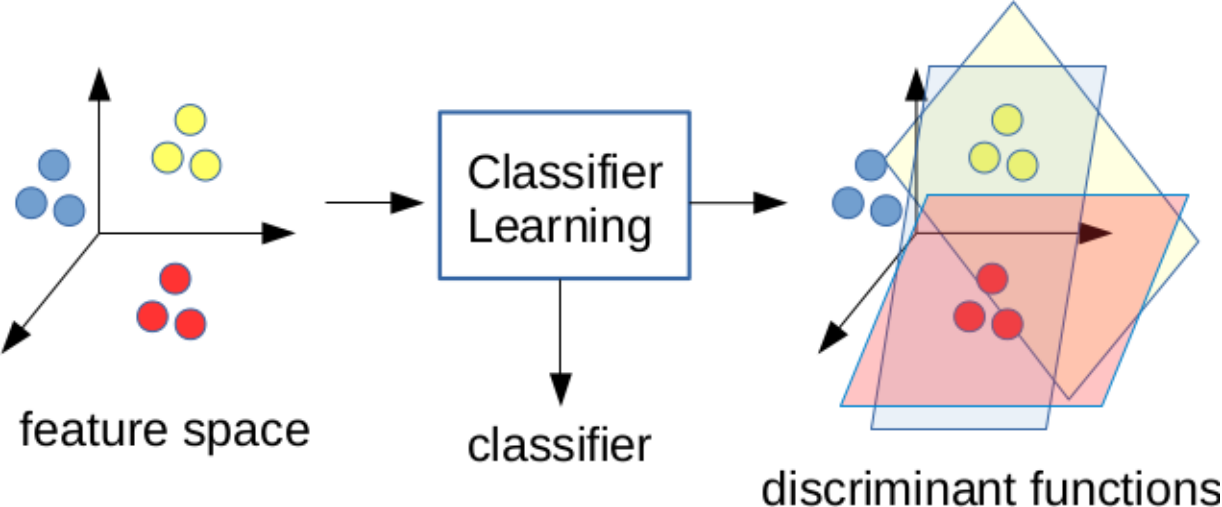 Classifier
Learning
feature space
classifier
discriminant functions